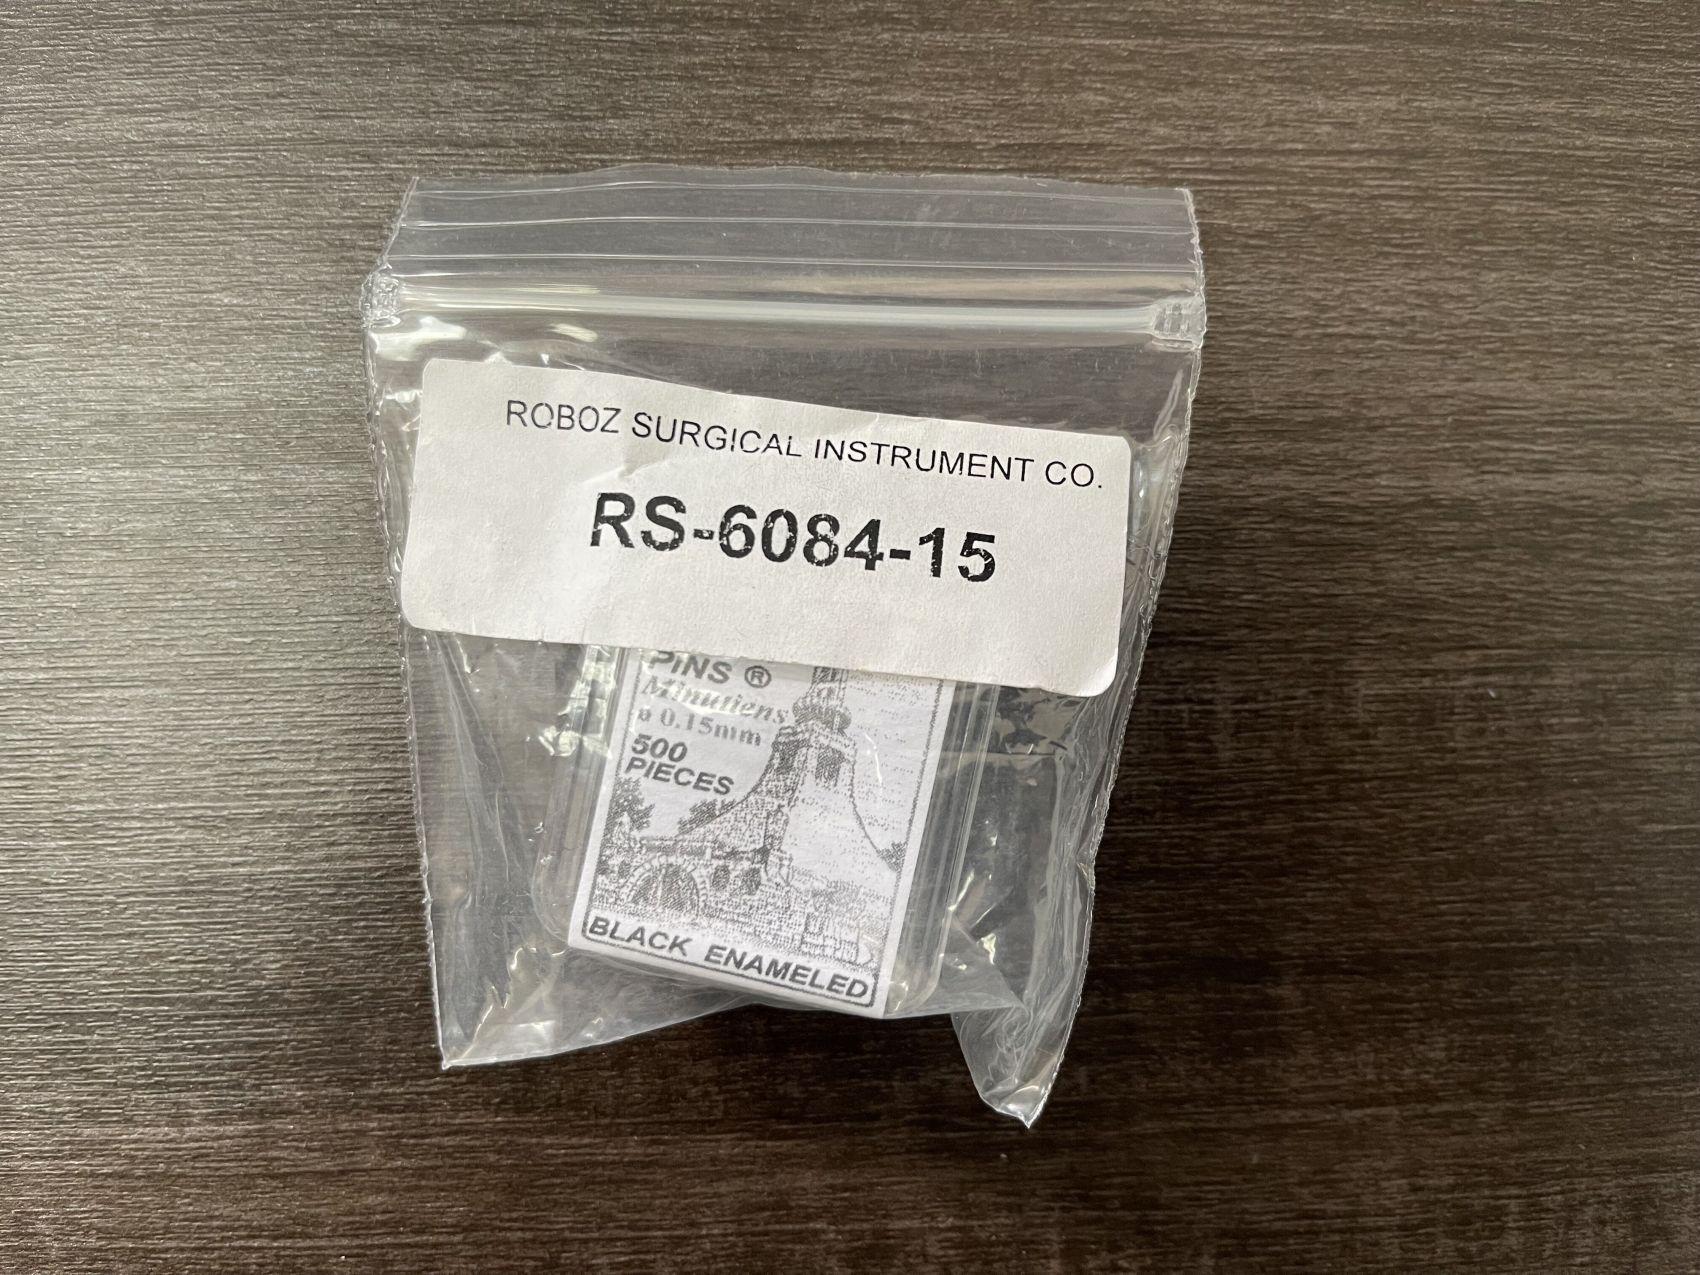 ROBOZ SURGICAL INSTRUMENT CO.
RS-6084-15
PINS ®
Minutiens
ø 0.15mm
500
PIECES
BLACK ENAMELED